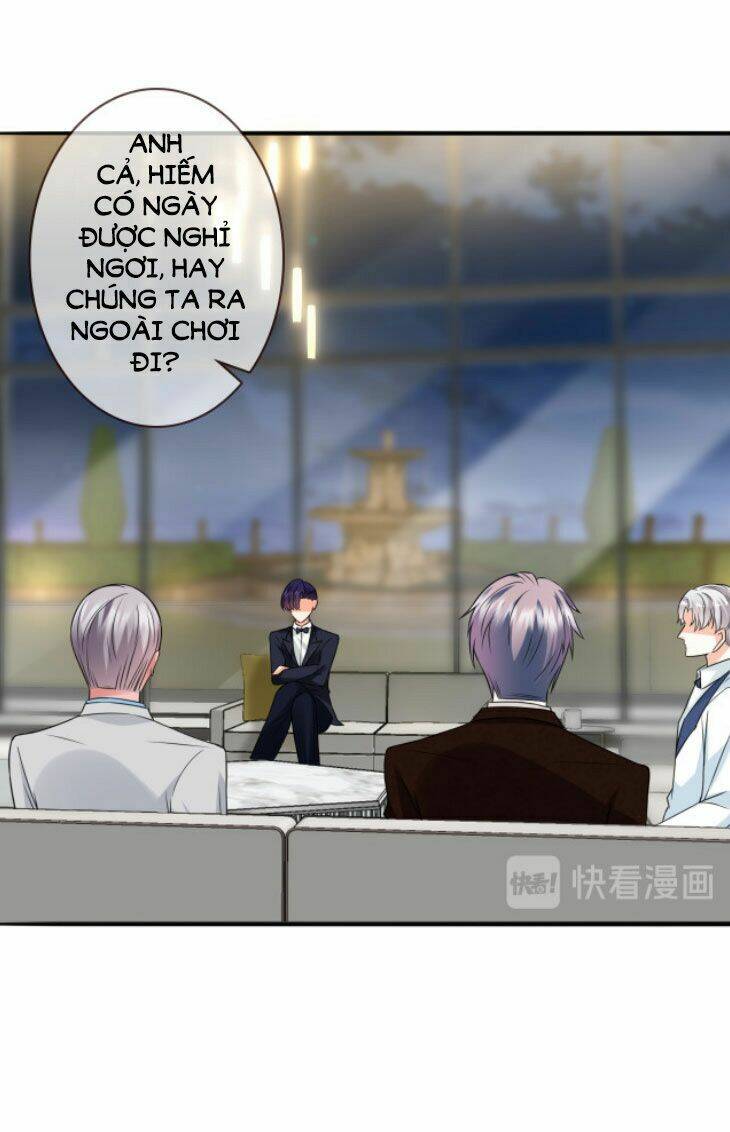 ANH
CẢ, HIẾM
CÓ NGÀY
ĐƯỢC NGHỈ
NGƠI, HAY
CHÚNG TA RA
NGOÀI CHƠI
ĐI?
快看!
快看漫画